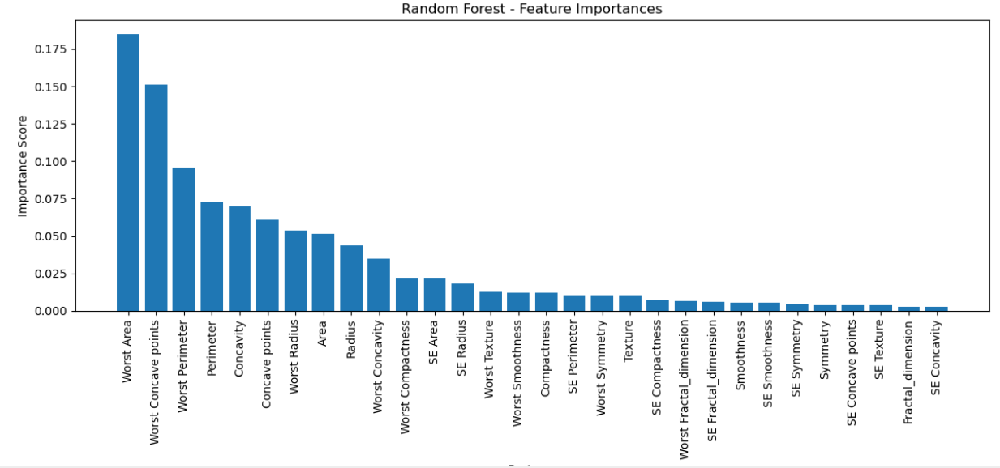 Random Forest - Feature Importances
Importance Score
0.175
0.150
0.125
0.100
0.075
0.050
0.025
0.000
Worst Area
Worst Concave points
Worst Perimeter
Perimeter
Concavity
Concave points
Worst Radius
Area
Radius
Worst Concavity
Worst Compactness
SE Area
SE Radius
Worst Texture
Worst Smoothness
Compactness
SE Perimeter
Worst Symmetry
Texture
SE Compactness
Worst Fractal_dimension
SE Fractal_dimension
Smoothness
SE Smoothness
SE Symmetry
Symmetry
SE Concave points
SE Texture
Fractal_dimension
SE Concavity